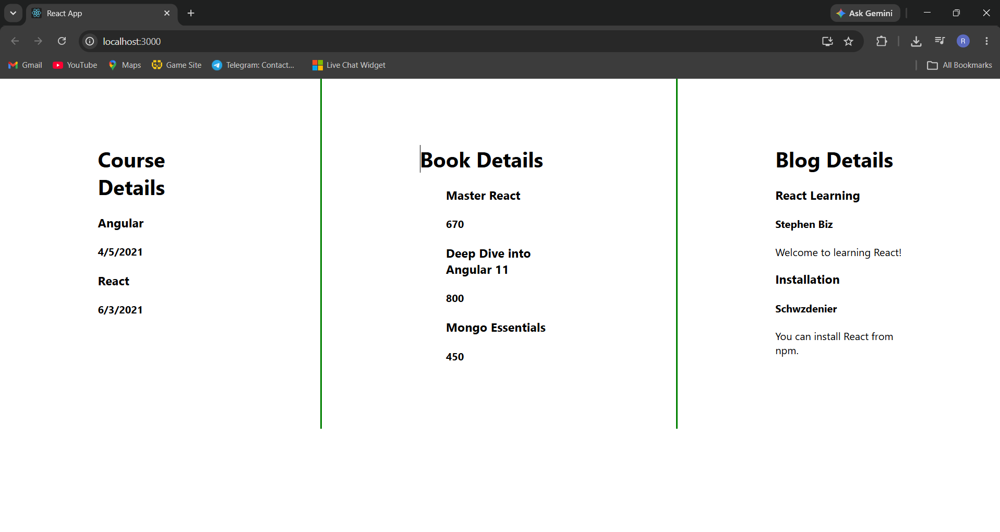 React App
Ask Gemini
localhost:3000
R
Gmail
YouTube
Maps
Game Site
Telegram: Contact...
Live Chat Widget
All Bookmarks
Course
Details
Angular
4/5/2021
React
6/3/2021
Book Details
Master React
670
Deep Dive into
Angular 11
800
Mongo Essentials
450
Blog Details
React Learning
Stephen Biz
Welcome to learning React!
Installation
Schwzdenier
You can install React from
npm.